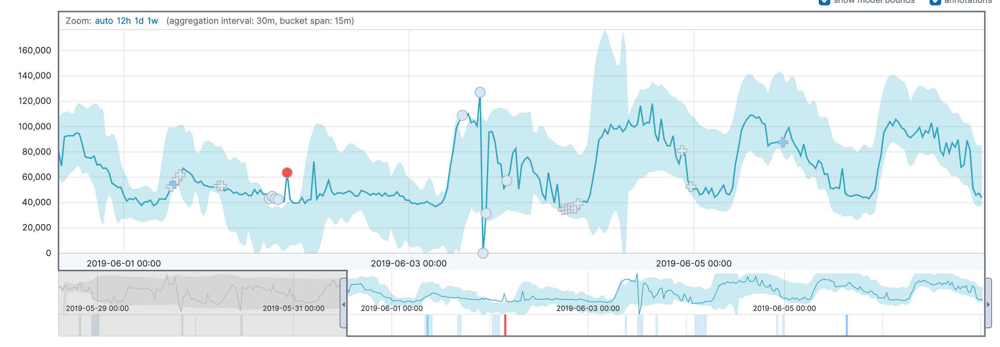 show model bounds annotations
Zoom: auto 12h 1d 1w (aggregation interval: 30m, bucket span: 15m)
160,000
140,000
120,000
100,000
80,000
60,000
40,000
20,000
0
2019-06-01 00:00 2019-06-03 00:00 2019-06-05 00:00
2019-05-29 00:00 2019-05-31 00:00 2019-06-01 00:00 2019-06-03 00:00 2019-06-05 00:00